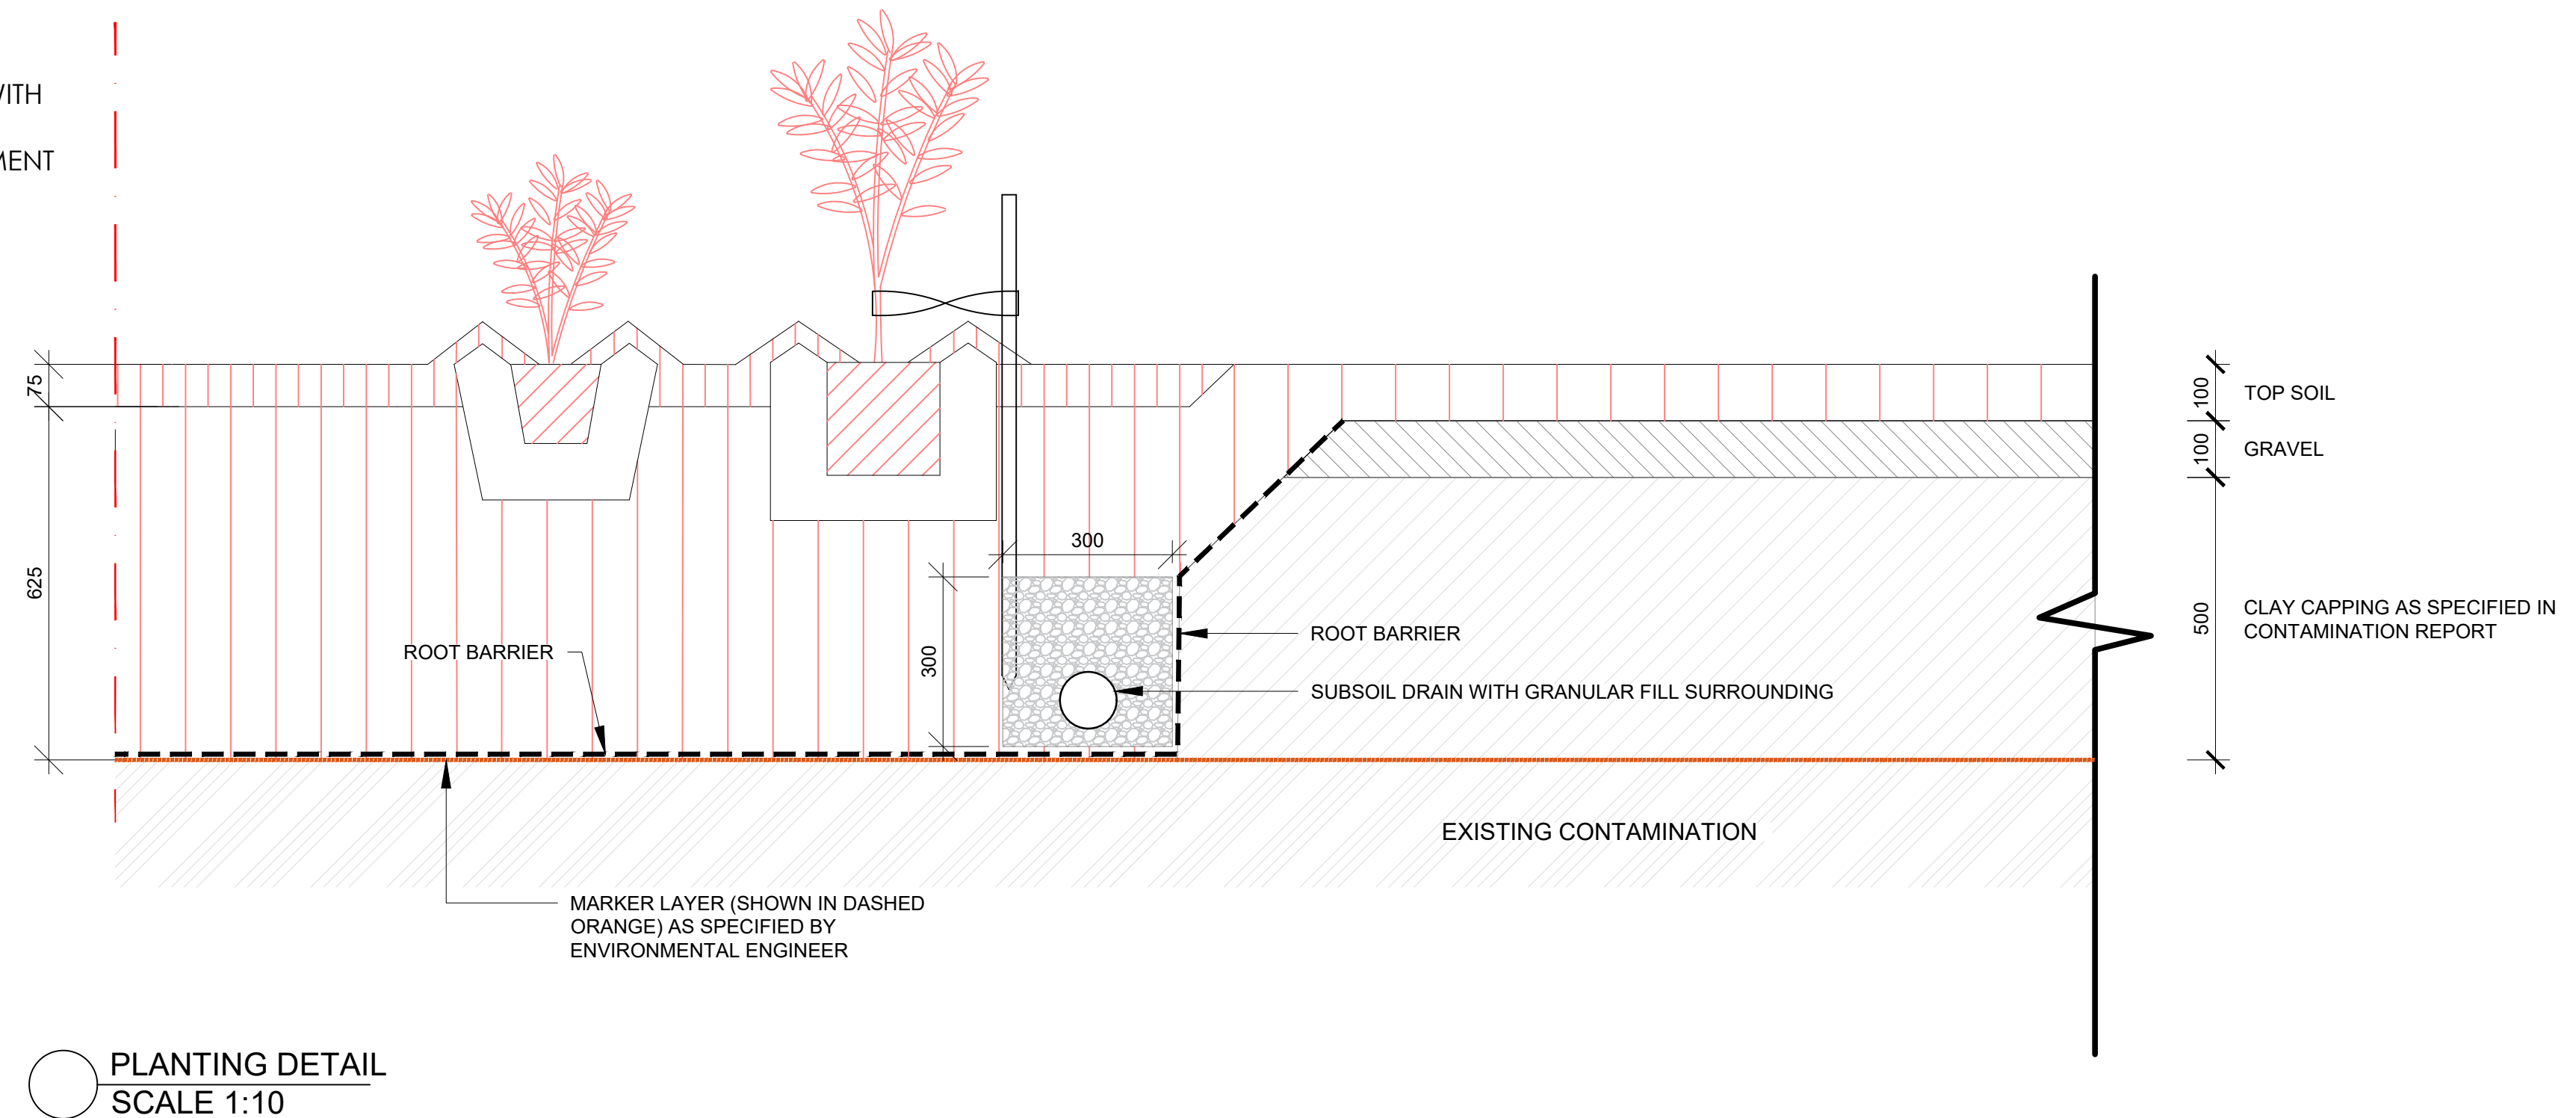 WITH
MENT
75
625
ROOT BARRIER
300
300
ROOT BARRIER
SUBSOIL DRAIN WITH GRANULAR FILL SURROUNDING
100
TOP SOIL
100
GRAVEL
500
CLAY CAPPING AS SPECIFIED IN
CONTAMINATION REPORT
EXISTING CONTAMINATION
MARKER LAYER (SHOWN IN DASHED
ORANGE) AS SPECIFIED BY
ENVIRONMENTAL ENGINEER
PLANTING DETAIL
SCALE 1:10